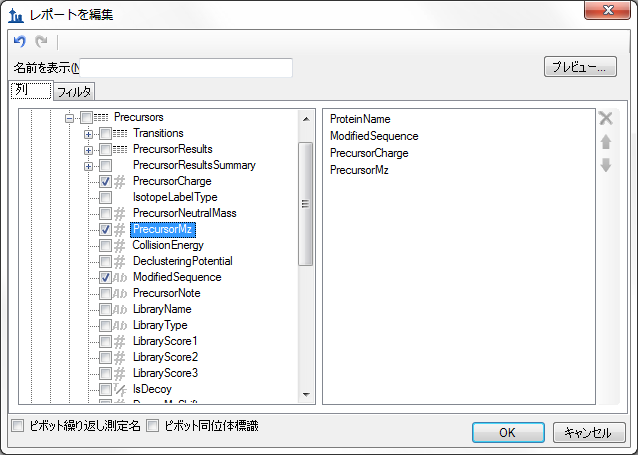 レポートを編集
名前を表示(N
プレビュー...
列
フィルタ
Precursors
Transitions
PrecursorResults
PrecursorResultsSummary
PrecursorCharge
IsotopeLabelType
PrecursorNeutralMass
PrecursorMz
CollisionEnergy
DeclusteringPotential
ModifiedSequence
PrecursorNote
LibraryName
LibraryType
LibraryScore1
LibraryScore2
LibraryScore3
IsDecoy
ProteinName
ModifiedSequence
PrecursorCharge
PrecursorMz
ピボット繰り返し測定名
ピボット同位体標識
OK
キャンセル